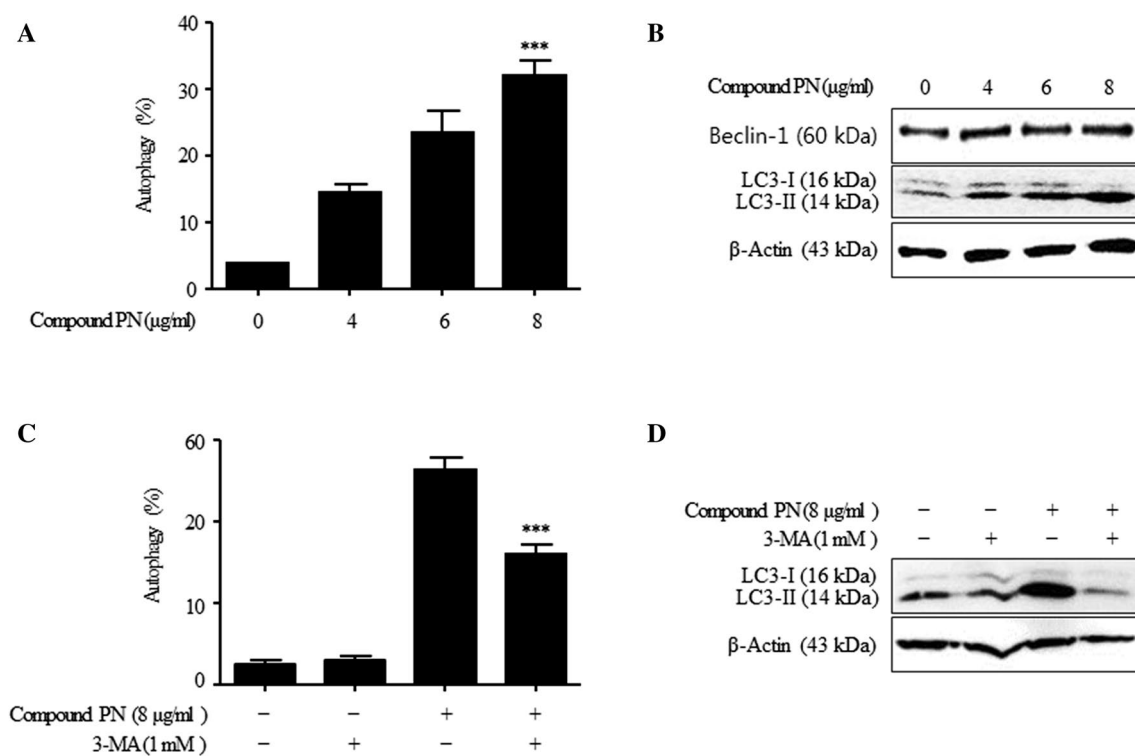 A
40
30
20
10
0
Autophagy (%)
***
Compound PN (μg/ml) 0 4 6 8
B
Compound PN (μg/ml) 0 4 6 8
Beclin-1 (60 kDa)
LC3-I (16 kDa)
LC3-II (14 kDa)
β-Actin (43 kDa)
C
60
20
10
0
Autophagy (%)
***
Compound PN (8 μg/ml) − − + +
3-MA (1 mM) − + − +
D
Compound PN (8 μg/ml) − − + +
3-MA (1 mM) − + − +
LC3-I (16 kDa)
LC3-II (14 kDa)
β-Actin (43 kDa)